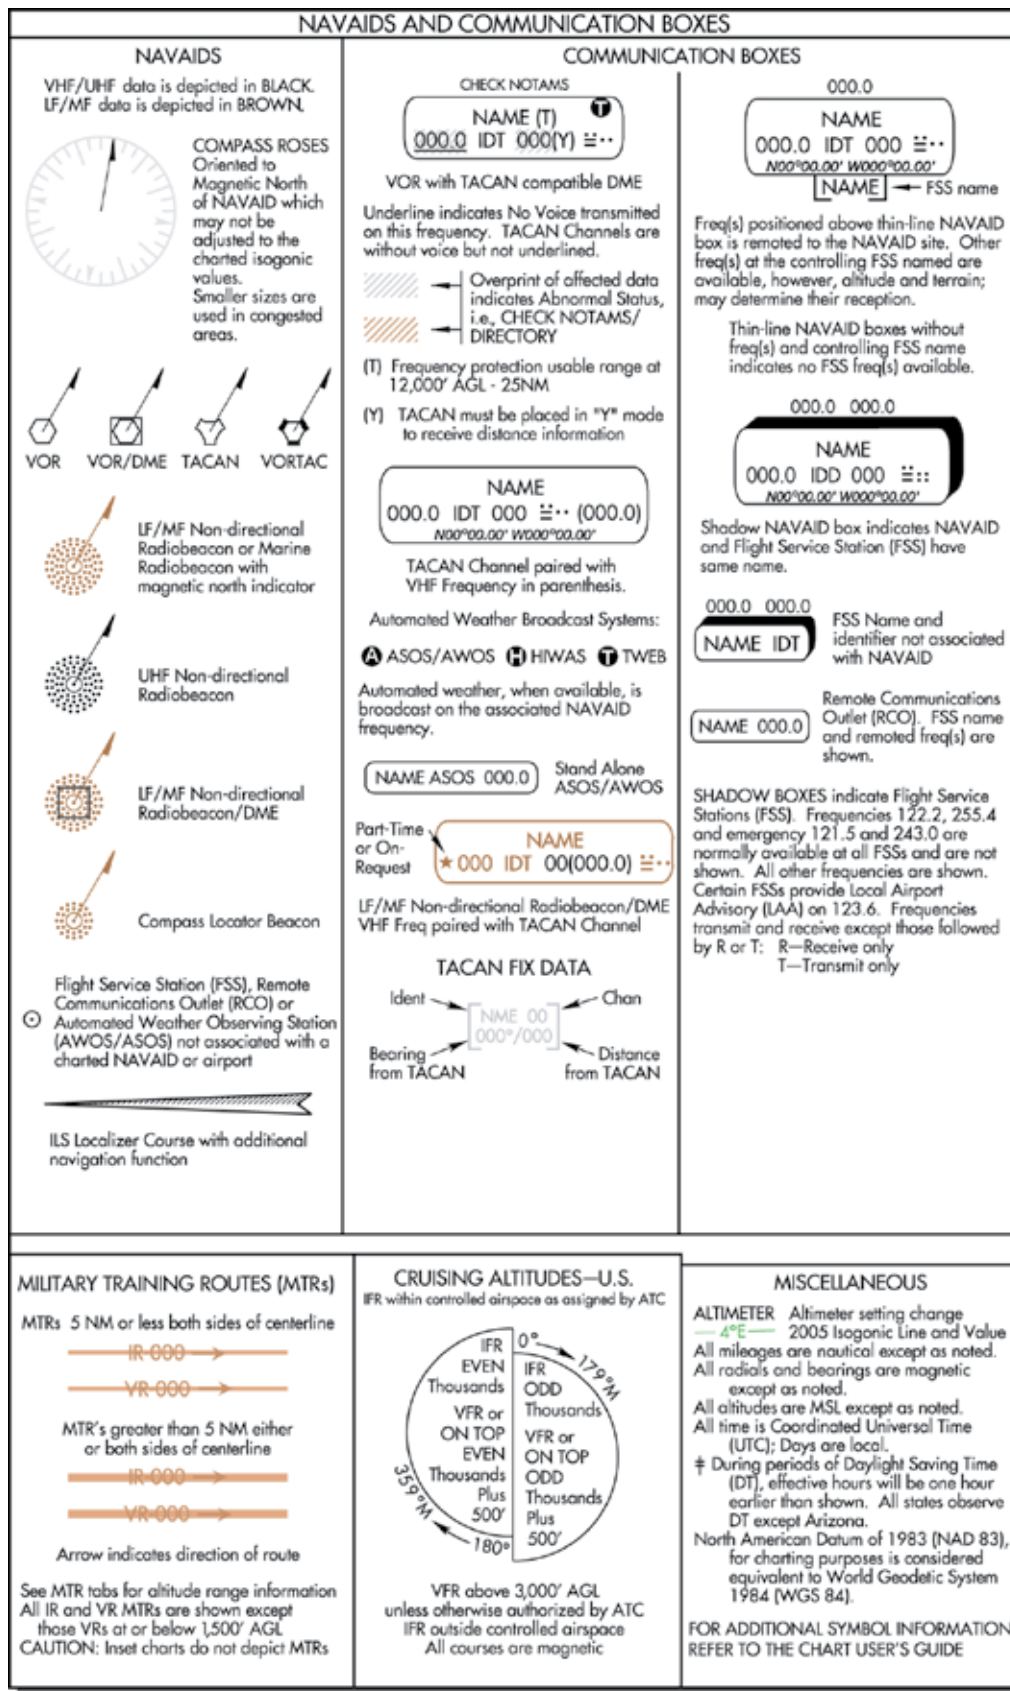 NAVAIDS AND COMMUNICATION BOXES
NAVAIDS
VHF/UHF data is depicted in BLACK.
LF/MF data is depicted in BROWN.
COMPASS ROSES
Oriented to
Magnetic North
of NAVAID which
may not be
adjusted to the
charted isogonic
values.
Smaller sizes are
used in congested
areas.
VOR VOR/DME TACAN VORTAC
LF/MF Non-directional
Radiobeacon or Marine
Radiobeacon with
magnetic north indicator
UHF Non-directional
Radiobeacon
LF/MF Non-directional
Radiobeacon/DME
Compass Locator Beacon
Flight Service Station (FSS), Remote
Communications Outlet (RCO) or
Automated Weather Observing Station
(AWOS/ASOS) not associated with a
charted NAVAID or airport
ILS Localizer Course with additional
navigation function
COMMUNICATION BOXES
CHECK NOTAMS
NAME (T) T
000.0 IDT 000(Y)
VOR with TACAN compatible DME
Underline indicates No Voice transmitted
on this frequency. TACAN Channels are
without voice but not underlined.
Overprint of affected data
indicates Abnormal Status,
i.e., CHECK NOTAMS/
DIRECTORY
(T) Frequency protection usable range at
12,000' AGL - 25NM
(Y) TACAN must be placed in "Y" mode
to receive distance information
NAME
000.0 IDT 000 (000.0)
N00°00.00' W000°00.00'
TACAN Channel paired with
VHF Frequency in parenthesis.
Automated Weather Broadcast Systems:
A ASOS/AWOS H HIWAS T TWEB
Automated weather, when available, is
broadcast on the associated NAVAID
frequency.
NAME ASOS 000.0
Stand Alone
ASOS/AWOS
Part-Time
or On-
Request
NAME
★ 000 IDT 00(000.0)
LF/MF Non-directional Radiobeacon/DME
VHF Freq paired with TACAN Channel
TACAN FIX DATA
Ident Chan
NME 00
000°/000
Bearing
from TACAN
Distance
from TACAN
000.0
NAME
000.0 IDT 000
N00°00.00' W000°00.00'
NAME FSS name
Freq(s) positioned above thin-line NAVAID
box is remoted to the NAVAID site. Other
freq(s) at the controlling FSS named are
available, however, altitude and terrain;
may determine their reception.
Thin-line NAVAID boxes without
freq(s) and controlling FSS name
indicates no FSS freq(s) available.
000.0 000.0
NAME
000.0 IDD 000
N00°00.00' W000°00.00'
Shadow NAVAID box indicates NAVAID
and Flight Service Station (FSS) have
same name.
000.0 000.0
NAME IDT
FSS Name and
identifier not associated
with NAVAID
NAME 000.0
Remote Communications
Outlet (RCO). FSS name
and remoted freq(s) are
shown.
SHADOW BOXES indicate Flight Service
Stations (FSS). Frequencies 122.2, 255.4
and emergency 121.5 and 243.0 are
normally available at all FSSs and are not
shown. All other frequencies are shown.
Certain FSSs provide Local Airport
Advisory (LAA) on 123.6. Frequencies
transmit and receive except those followed
by R or T: R—Receive only
T—Transmit only
MILITARY TRAINING ROUTES (MTRs)
MTRs 5 NM or less both sides of centerline
IR-000
VR-000
MTR's greater than 5 NM either
or both sides of centerline
IR-000
VR-000
Arrow indicates direction of route
See MTR tabs for altitude range information
All IR and VR MTRs are shown except
those VRs at or below 1,500' AGL
CAUTION: Inset charts do not depict MTRs
CRUISING ALTITUDES—U.S.
IFR within controlled airspace as assigned by ATC
IFR
EVEN
Thousands
VFR or
ON TOP
EVEN
Thousands
Plus
500'
359°M
180°
0°
179°M
IFR
ODD
Thousands
VFR or
ON TOP
ODD
Thousands
Plus
500'
VFR above 3,000' AGL
unless otherwise authorized by ATC
IFR outside controlled airspace
All courses are magnetic
MISCELLANEOUS
ALTIMETER Altimeter setting change
4°E 2005 Isogonic Line and Value
All mileages are nautical except as noted.
All radials and bearings are magnetic
except as noted.
All altitudes are MSL except as noted.
All time is Coordinated Universal Time
(UTC); Days are local.
‡ During periods of Daylight Saving Time
(DT), effective hours will be one hour
earlier than shown. All states observe
DT except Arizona.
North American Datum of 1983 (NAD 83),
for charting purposes is considered
equivalent to World Geodetic System
1984 (WGS 84).
FOR ADDITIONAL SYMBOL INFORMATION
REFER TO THE CHART USER'S GUIDE